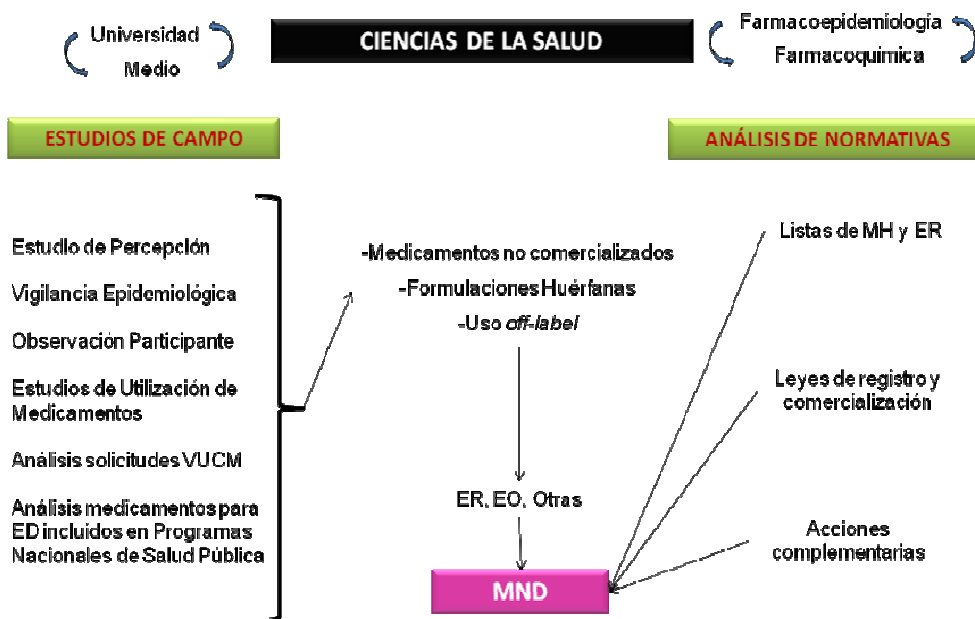 Universidad
Medio
CIENCIAS DE LA SALUD
Farmacoepidemiología
Farmacoquímica
ESTUDIOS DE CAMPO
ANÁLISIS DE NORMATIVAS
Estudio de Percepción
Vigilancia Epidemiológica
Observación Participante
Estudios de Utilización de
Medicamentos
Análisis solicitudes VUCM
Análisis medicamentos para
ED incluidos en Programas
Nacionales de Salud Pública
-Medicamentos no comercializados
-Formulaciones Huérfanas
-Uso off-label
ER, EO, Otras
MND
Listas de MH y ER
Leyes de registro y
comercialización
Acciones
complementarias